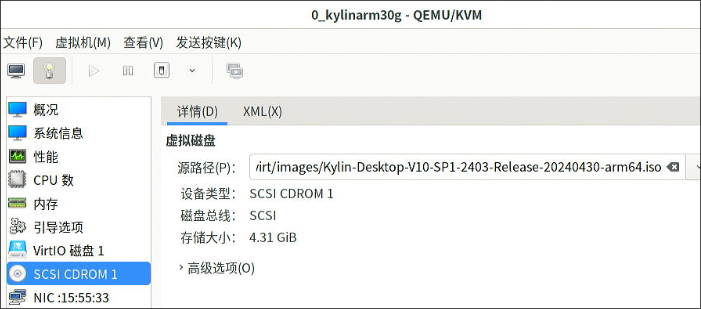 0_kylinarm30g - QEMU/KVM
文件(F) 虚拟机(M) 查看(V) 发送按键(K)
概况
系统信息
性能
CPU 数
内存
引导选项
VirtIO 磁盘 1
SCSI CDROM 1
NIC :15:55:33
详情(D) XML(X)
虚拟磁盘
源路径(P): /irt/images/Kylin-Desktop-V10-SP1-2403-Release-20240430-arm64.iso
设备类型: SCSI CDROM 1
磁盘总线: SCSI
存储大小: 4.31 GiB
高级选项(O)